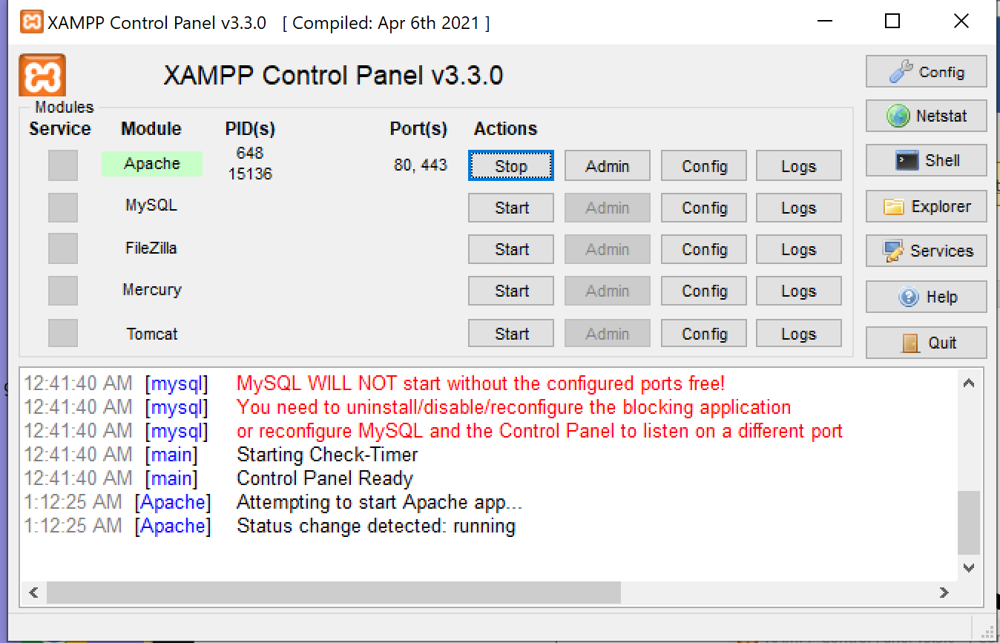 XAMPP Control Panel v3.3.0 [ Compiled: Apr 6th 2021 ]
XAMPP Control Panel v3.3.0
Config
Modules
Service Module PID(s) Port(s) Actions
Netstat
Apache 648 15136 80, 443 Stop Admin Config Logs
Shell
MySQL Start Admin Config Logs
Explorer
FileZilla Start Admin Config Logs
Services
Mercury Start Admin Config Logs
Help
Tomcat Start Admin Config Logs
Quit
12:41:40 AM [mysql] MySQL WILL NOT start without the configured ports free!
12:41:40 AM [mysql] You need to uninstall/disable/reconfigure the blocking application
12:41:40 AM [mysql] or reconfigure MySQL and the Control Panel to listen on a different port
12:41:40 AM [main] Starting Check-Timer
12:41:40 AM [main] Control Panel Ready
1:12:25 AM [Apache] Attempting to start Apache app...
1:12:25 AM [Apache] Status change detected: running